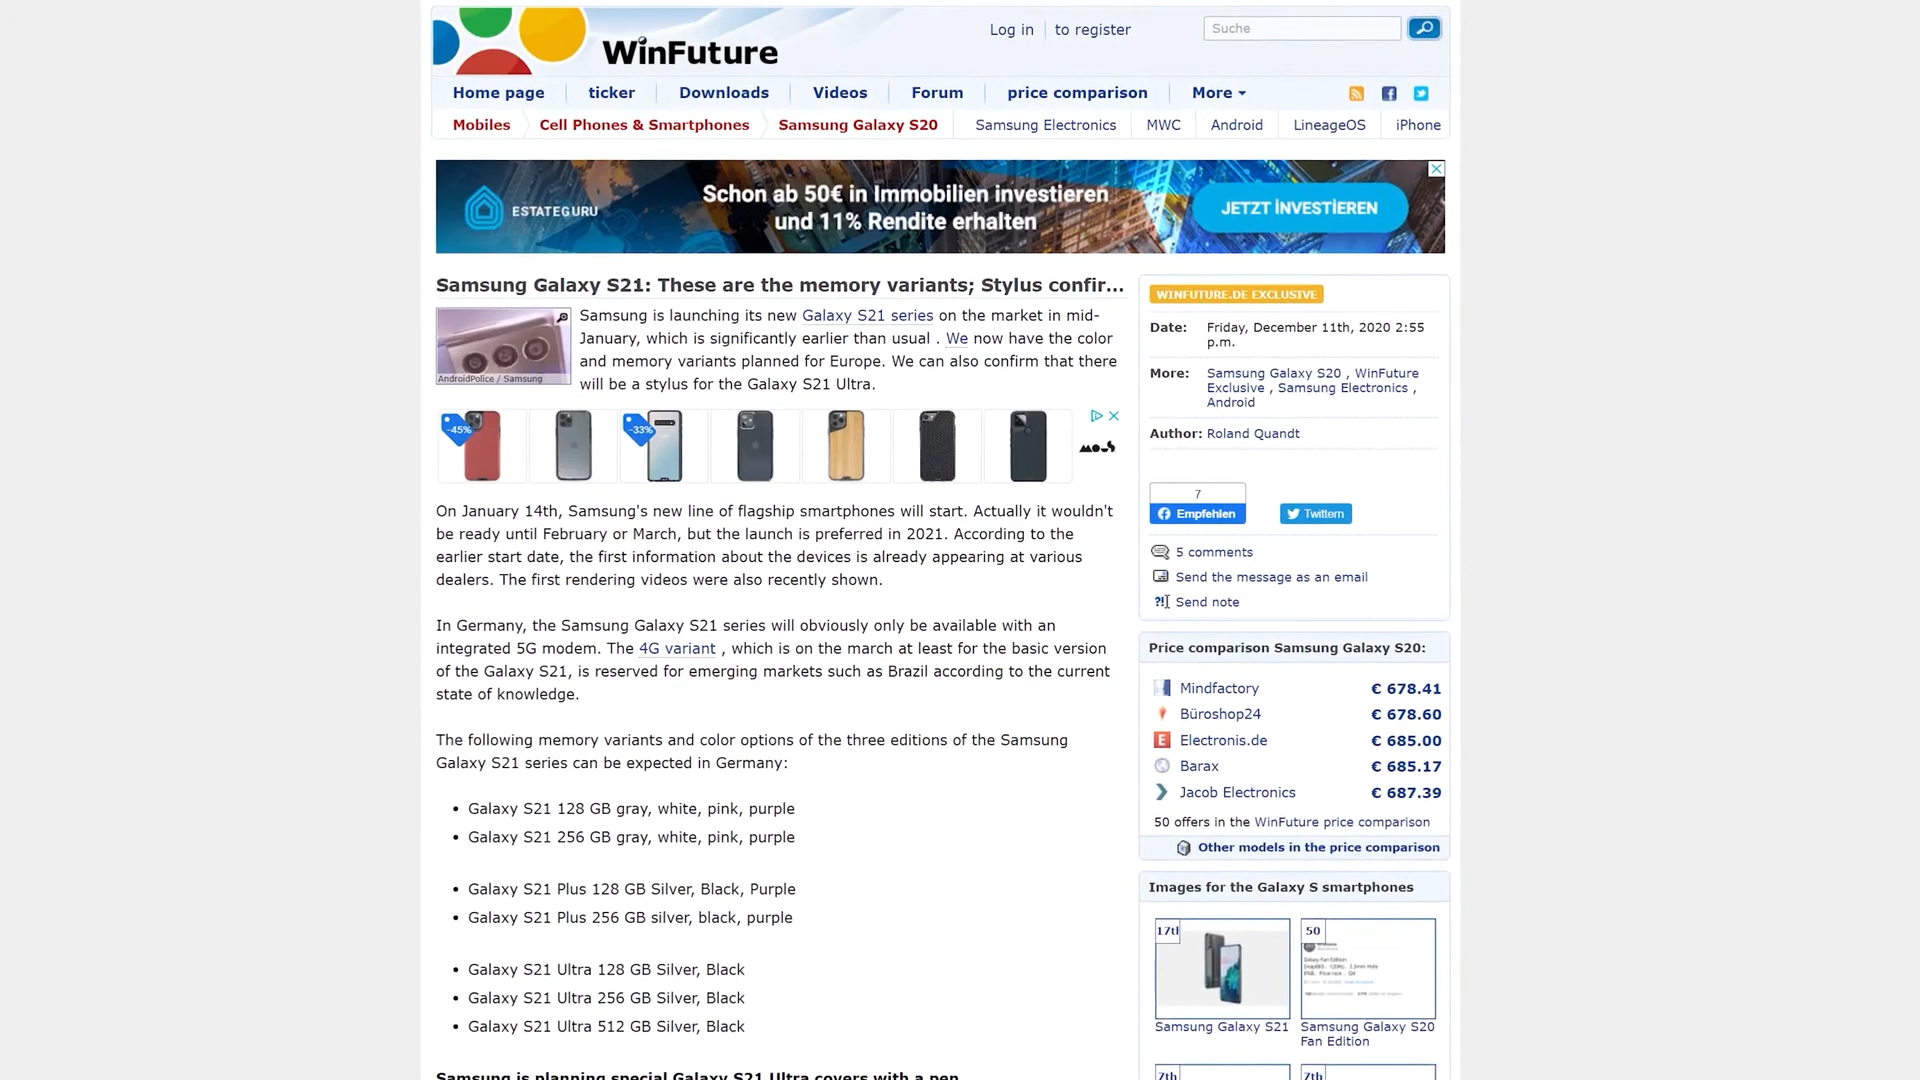 WinFuture
Log in
to register
Suche
Home page
ticker
Downloads
Videos
Forum
price comparison
More
Mobiles
Cell Phones & Smartphones
Samsung Galaxy S20
Samsung Electronics
MWC
Android
LineageOS
iPhone
ESTATEGURU
Schon ab 50€ in Immobilien investieren
und 11% Rendite erhalten
JETZT INVESTIEREN
Samsung Galaxy S21: These are the memory variants; Stylus confir...
AndroidPolice / Samsung
Samsung is launching its new Galaxy S21 series on the market in mid-
January, which is significantly earlier than usual . We now have the color
and memory variants planned for Europe. We can also confirm that there
will be a stylus for the Galaxy S21 Ultra.
-45%
-33%
On January 14th, Samsung's new line of flagship smartphones will start. Actually it wouldn't
be ready until February or March, but the launch is preferred in 2021. According to the
earlier start date, the first information about the devices is already appearing at various
dealers. The first rendering videos were also recently shown.
In Germany, the Samsung Galaxy S21 series will obviously only be available with an
integrated 5G modem. The 4G variant , which is on the march at least for the basic version
of the Galaxy S21, is reserved for emerging markets such as Brazil according to the current
state of knowledge.
The following memory variants and color options of the three editions of the Samsung
Galaxy S21 series can be expected in Germany:
• Galaxy S21 128 GB gray, white, pink, purple
• Galaxy S21 256 GB gray, white, pink, purple
• Galaxy S21 Plus 128 GB Silver, Black, Purple
• Galaxy S21 Plus 256 GB silver, black, purple
• Galaxy S21 Ultra 128 GB Silver, Black
• Galaxy S21 Ultra 256 GB Silver, Black
• Galaxy S21 Ultra 512 GB Silver, Black
Samsung is planning special Galaxy S21 Ultra covers with a pen
WINFUTURE.DE EXCLUSIVE
Date: Friday, December 11th, 2020 2:55
p.m.
More: Samsung Galaxy S20 , WinFuture
Exclusive , Samsung Electronics ,
Android
Author: Roland Quandt
7
Empfehlen
Twittern
5 comments
Send the message as an email
Send note
Price comparison Samsung Galaxy S20:
Mindfactory € 678.41
Büroshop24 € 678.60
Electronis.de € 685.00
Barax € 685.17
Jacob Electronics € 687.39
50 offers in the WinFuture price comparison
Other models in the price comparison
Images for the Galaxy S smartphones
17th
50
Samsung Galaxy S21
Samsung Galaxy S20
Fan Edition
7th
7th